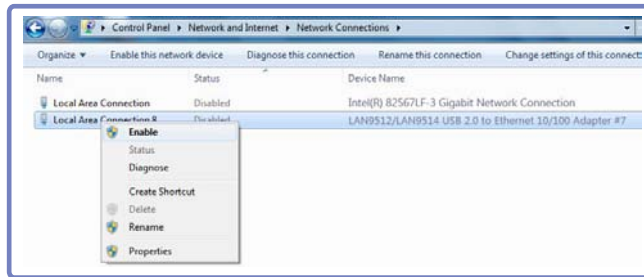 Control Panel Network and Internet Network Connections
Organize Enable this network device Diagnose this connection Rename this connection Change settings of this connect
Name Status Device Name
Local Area Connection Disabled Intel(R) 82567LF-3 Gigabit Network Connection
Local Area Connection 8 Disabled LAN9512/LAN9514 USB 2.0 to Ethernet 10/100 Adapter #7
Enable
Status
Diagnose
Create Shortcut
Delete
Rename
Properties